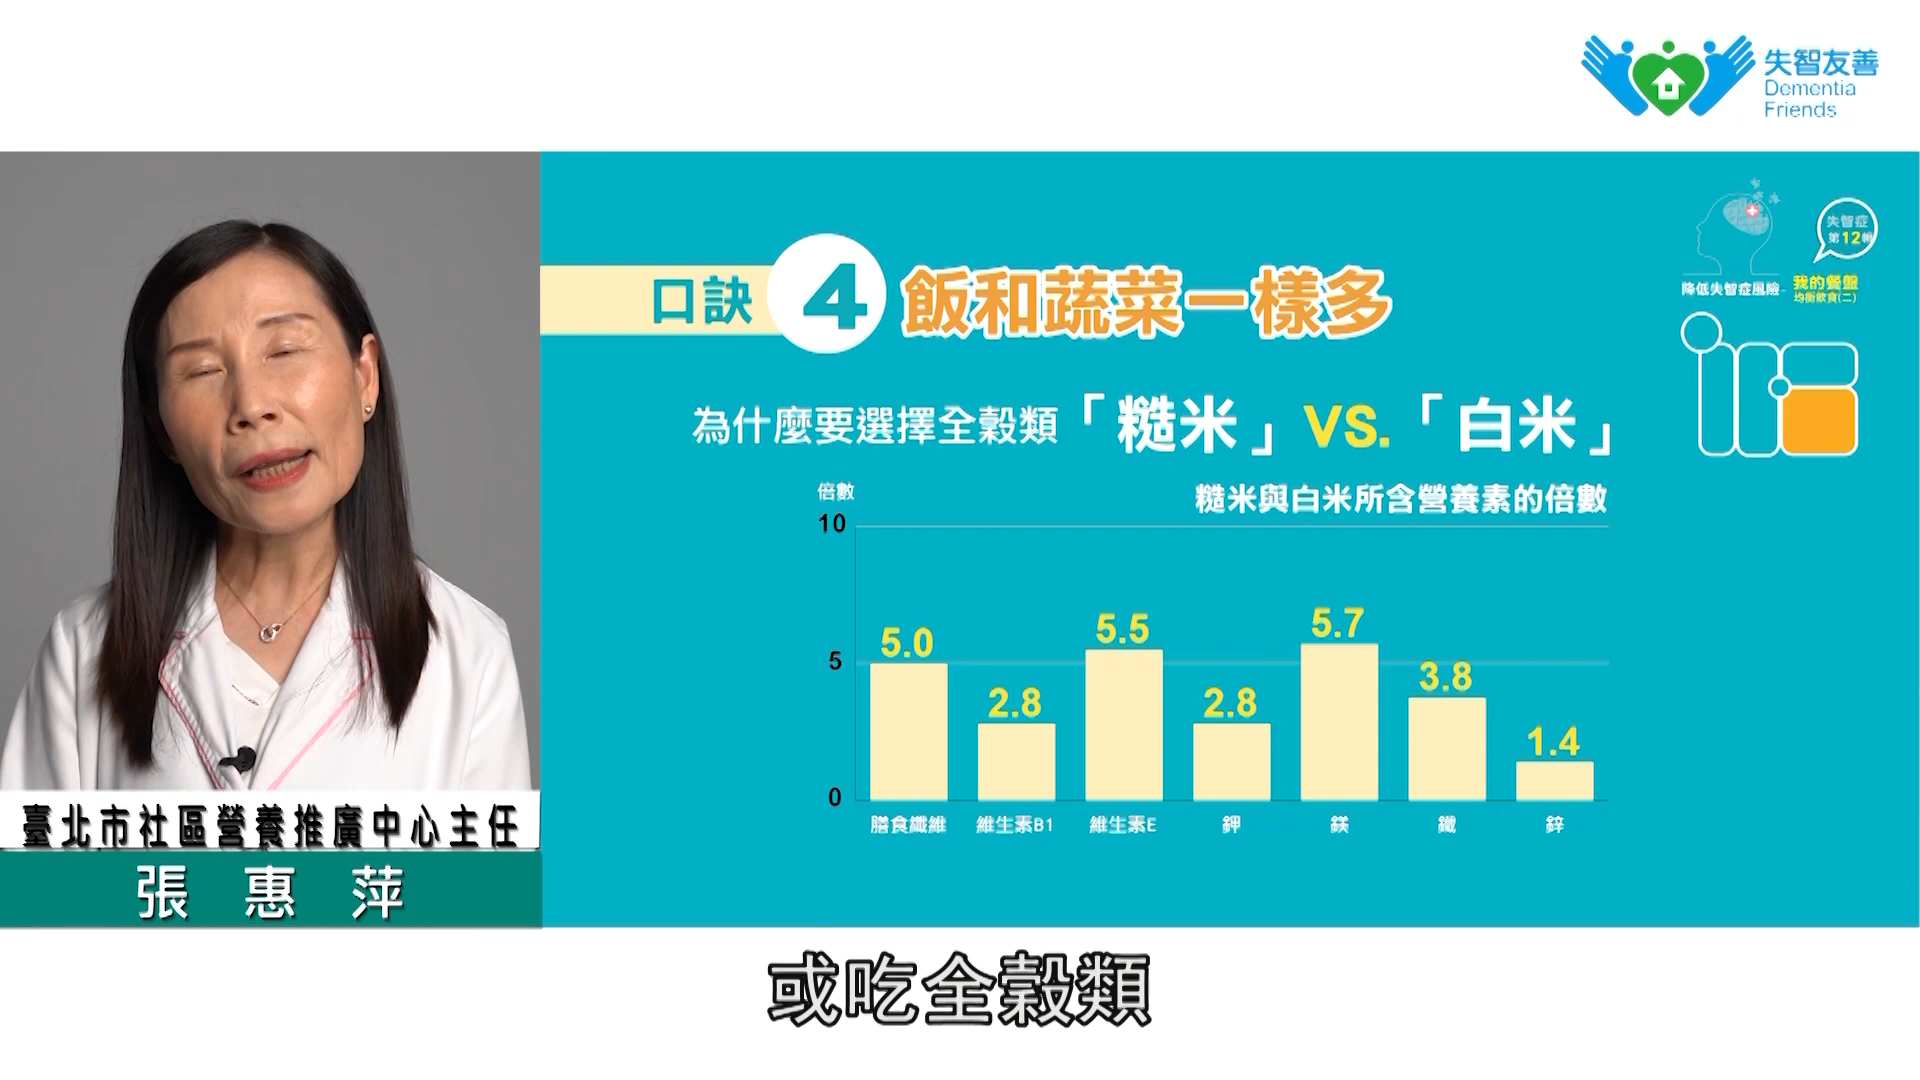 失智友善
Dementia
Friends
失智症
第12輯
降低失智症風險
我的餐盤
均衡飲食(二)
口訣 4 飯和蔬菜一樣多
為什麼要選擇全穀類「糙米」VS.「白米」
倍數
糙米與白米所含營養素的倍數
10
5
0
5.0
2.8
5.5
2.8
5.7
3.8
1.4
膳食纖維
維生素B1
維生素E
鉀
鎂
鐵
鋅
臺北市社區營養推廣中心主任
張惠萍
或吃全穀類